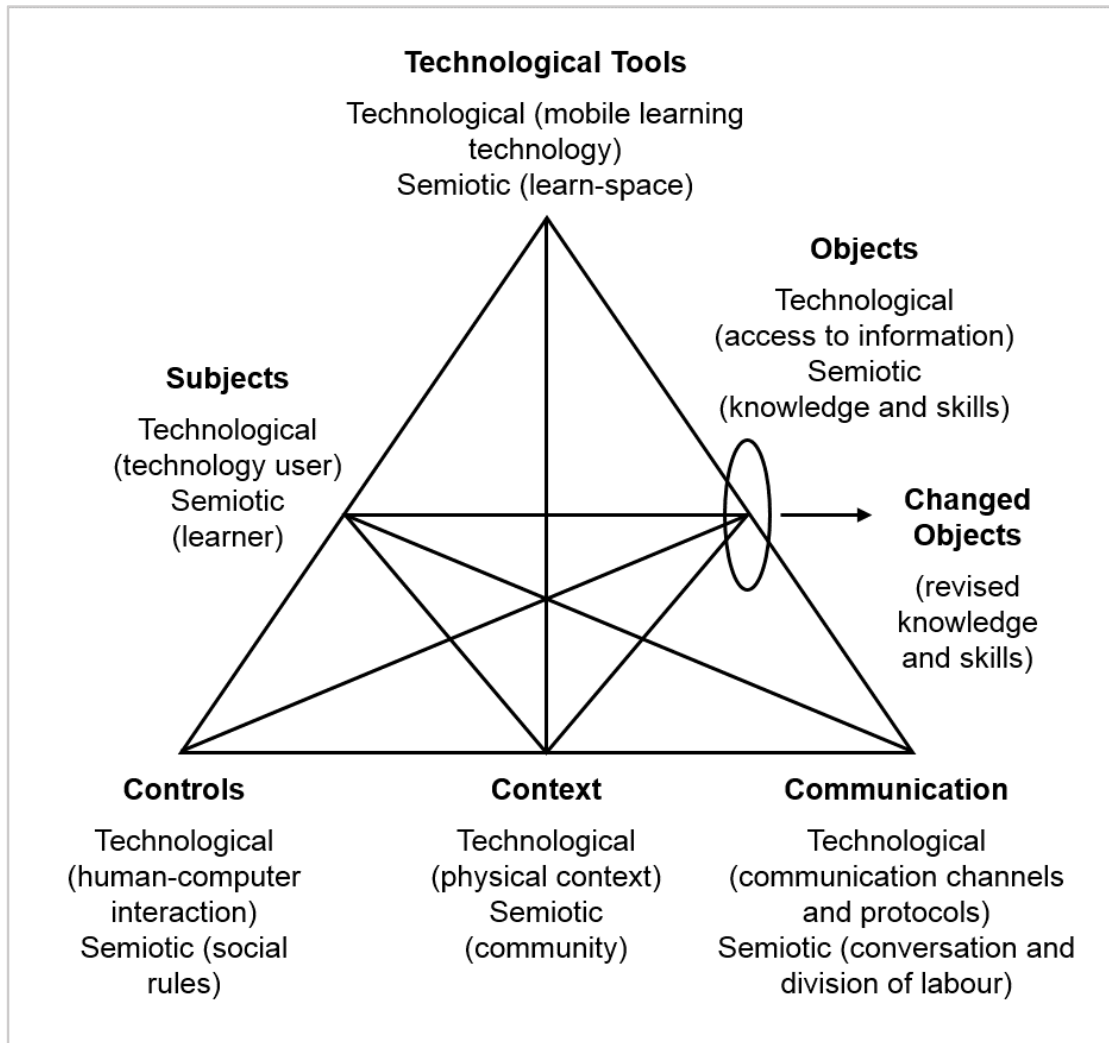 Technological Tools
Technological (mobile learning
technology)
Semiotic (learn-space)
Objects
Technological
(access to information)
Semiotic
(knowledge and skills)
Subjects
Technological
(technology user)
Semiotic
(learner)
Changed
Objects
(revised
knowledge
and skills)
Controls
Technological
(human-computer
interaction)
Semiotic (social
rules)
Context
Technological
(physical context)
Semiotic
(community)
Communication
Technological
(communication channels
and protocols)
Semiotic (conversation and
division of labour)